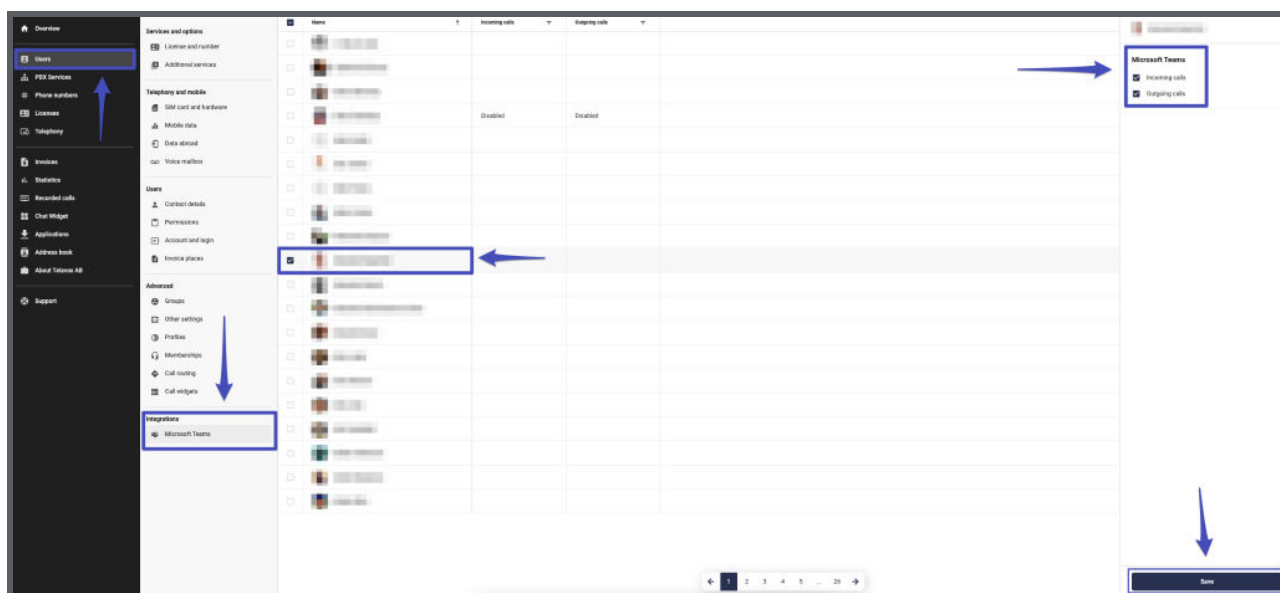 Overview
Users
PBX Services
Phone numbers
Licenses
Telephony
Invoices
Statistics
Recorded calls
Chat Widget
Applications
Address book
About Telavox AB
Support
Services and options
License and number
Additional services
Telephony and mobile
SIM card and hardware
Mobile data
Data abroad
Voice mailbox
Users
Contact details
Permissions
Account and login
Invoice places
Advanced
Groups
Other settings
Profiles
Memberships
Call routing
Call widgets
Integrations
Microsoft Teams
Name Incoming calls Outgoing calls
Disabled Disabled
1 2 3 4 5 ... 26
Microsoft Teams
Incoming calls
Outgoing calls
Save